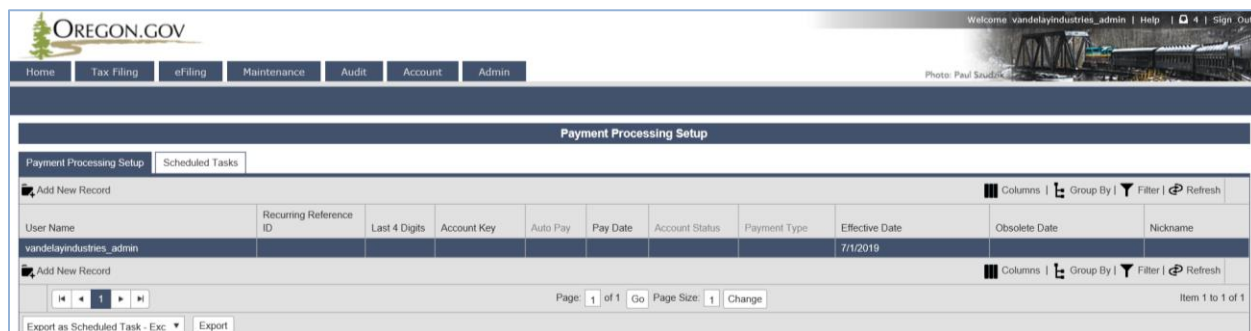 OREGON.GOV
Welcome vandelayindustries_admin | Help | 4 | Sign Out
Home Tax Filing eFiling Maintenance Audit Account Admin
Photo: Paul Szudzik
Payment Processing Setup
Payment Processing Setup Scheduled Tasks
Add New Record Columns | Group By | Filter | Refresh
User Name Recurring Reference ID Last 4 Digits Account Key Auto Pay Pay Date Account Status Payment Type Effective Date Obsolete Date Nickname
vandelayindustries_admin 7/1/2019
Add New Record Columns | Group By | Filter | Refresh
1 Page: 1 of 1 Go Page Size: 1 Change Item 1 to 1 of 1
Export as Scheduled Task - Exc Export